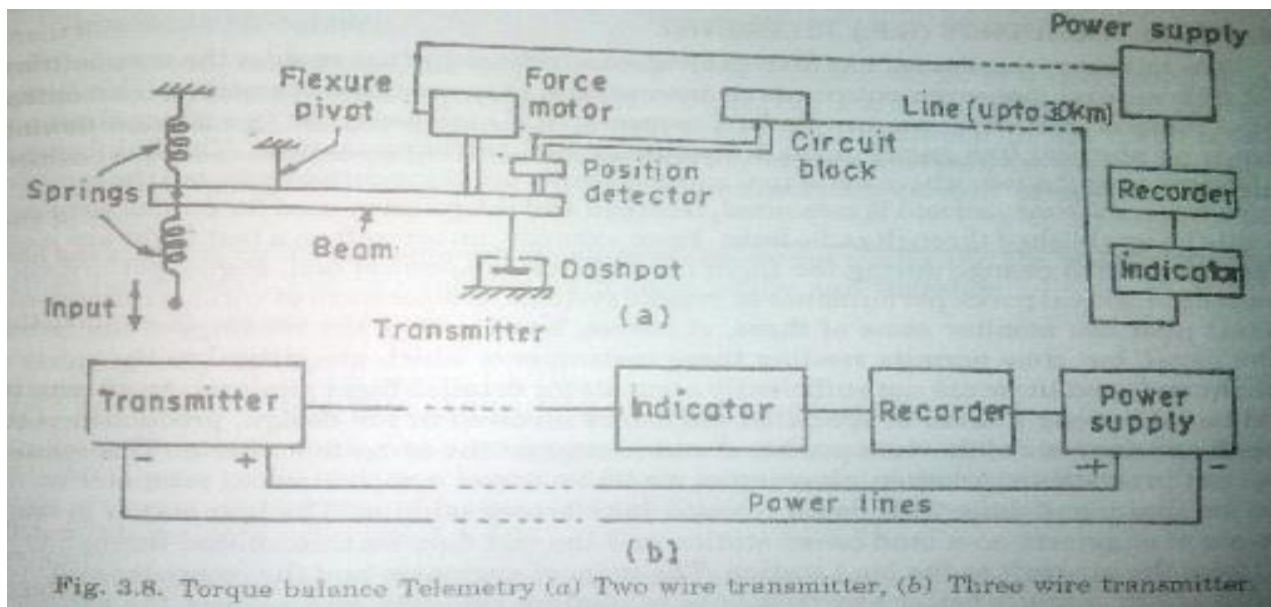 Power supply
Flexure
pivot
Force
motor
Line (upto 30km)
Circuit
block
Springs
Position
detector
Recorder
Beam
Dashpot
Indicator
Input
(a)
Transmitter
Transmitter
Indicator
Recorder
Power
supply
- +
+ -
Power lines
(b)
Fig. 3.8. Torque balance Telemetry (a) Two wire transmitter, (b) Three wire transmitter.